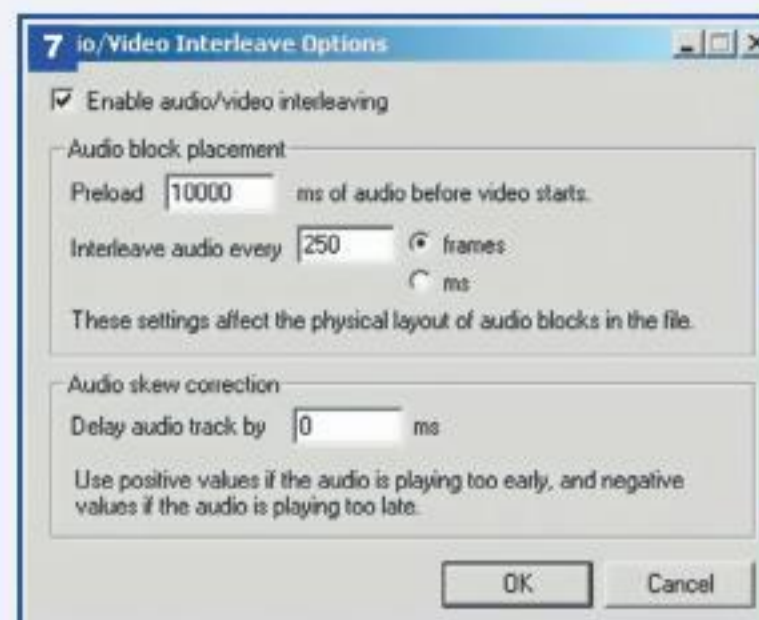 7 io/Video Interleave Options
Enable audio/video interleaving
Audio block placement
Preload 10000 ms of audio before video starts.
Interleave audio every 250 frames
ms
These settings affect the physical layout of audio blocks in the file.
Audio skew correction
Delay audio track by 0 ms
Use positive values if the audio is playing too early, and negative
values if the audio is playing too late.
OK Cancel